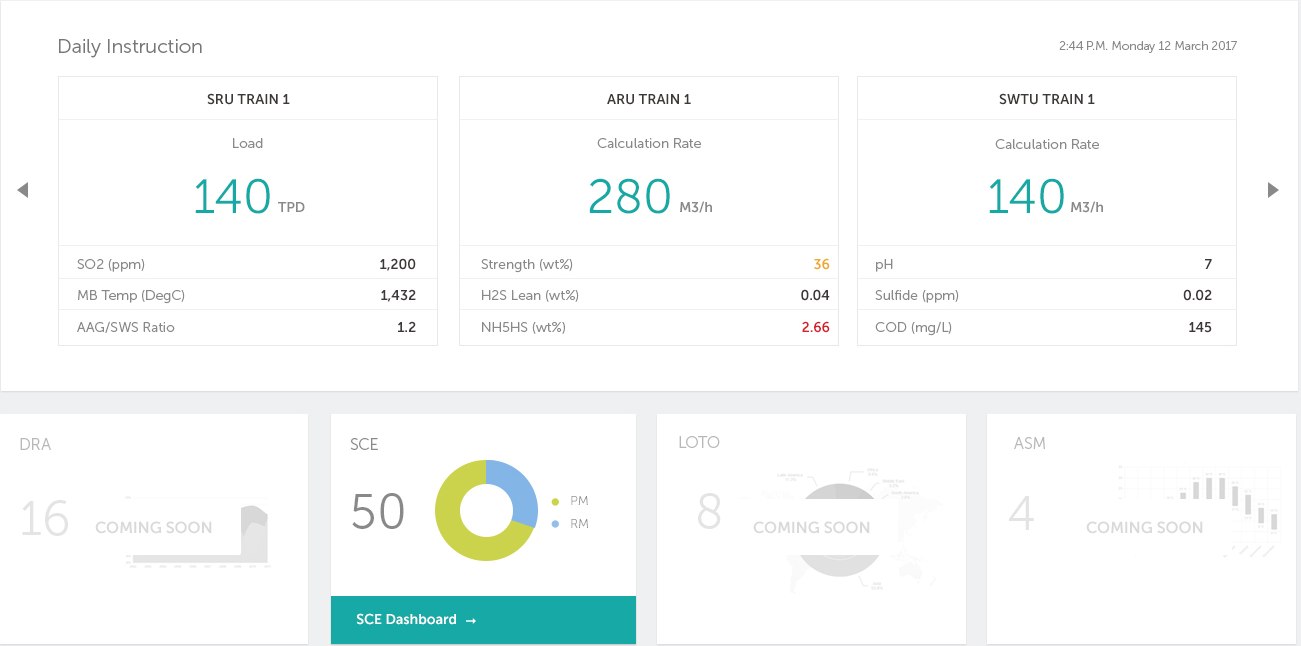 Daily Instruction
2:44 P.M. Monday 12 March 2017
SRU TRAIN 1
Load
140 TPD
SO2 (ppm) 1,200
MB Temp (DegC) 1,432
AAG/SWS Ratio 1.2
ARU TRAIN 1
Calculation Rate
280 M3/h
Strength (wt%) 36
H2S Lean (wt%) 0.04
NH5HS (wt%) 2.66
SWTU TRAIN 1
Calculation Rate
140 M3/h
pH 7
Sulfide (ppm) 0.02
COD (mg/L) 145
DRA
16
COMING SOON
SCE
50
PM
RM
SCE Dashboard →
LOTO
8
COMING SOON
ASM
4
COMING SOON